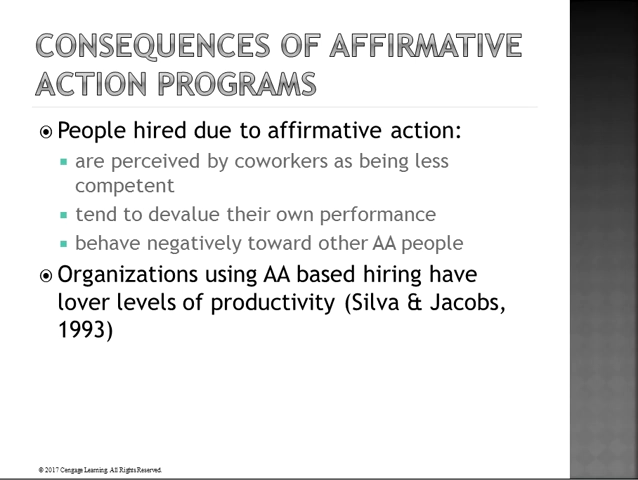 CONSEQUENCES OF AFFIRMATIVE
ACTION PROGRAMS
People hired due to affirmative action:
are perceived by coworkers as being less
competent
tend to devalue their own performance
behave negatively toward other AA people
Organizations using AA based hiring have
lover levels of productivity (Silva & Jacobs,
1993)
© 2017 Cengage Learning. All Rights Reserved.